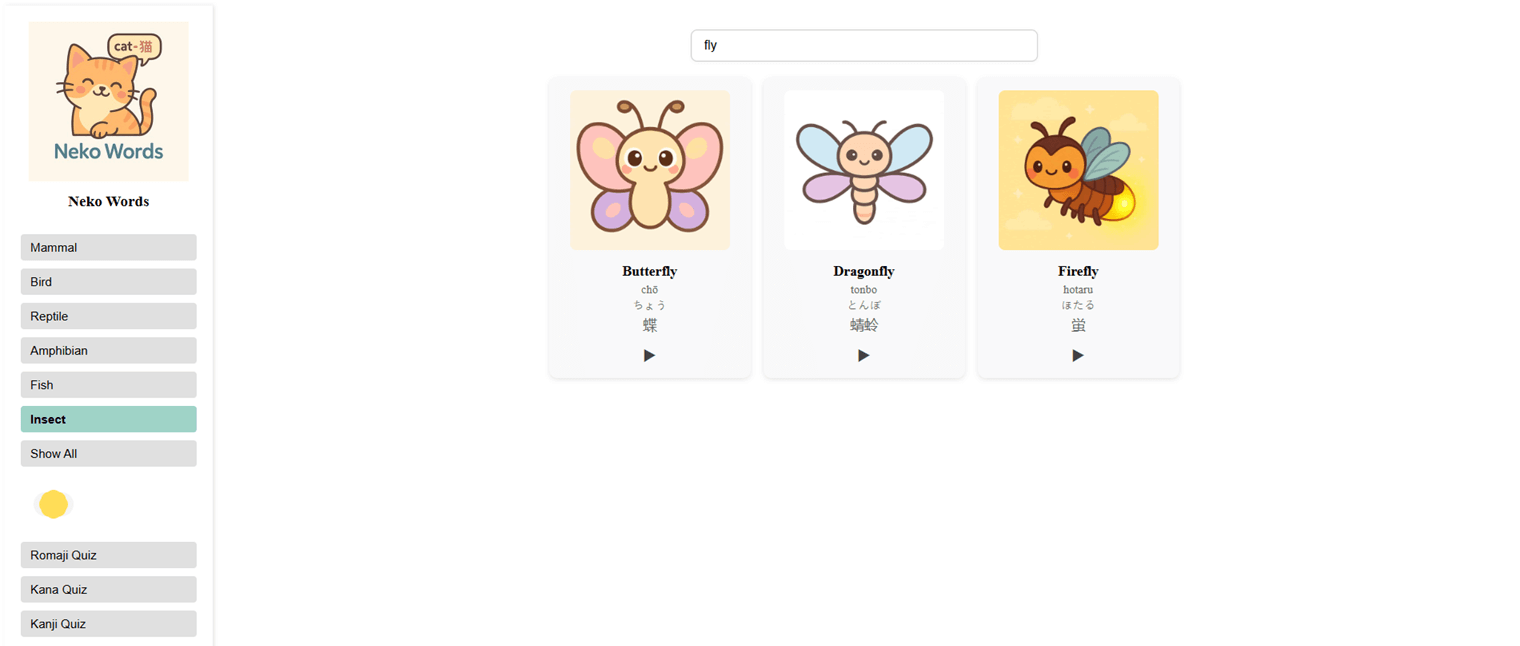 cat-猫
Neko Words
Neko Words
Mammal
Bird
Reptile
Amphibian
Fish
Insect
Show All
Romaji Quiz
Kana Quiz
Kanji Quiz
fly
Butterfly
chō
ちょう
蝶
Dragonfly
tonbo
とんぼ
蜻蛉
Firefly
hotaru
ほたる
蛍